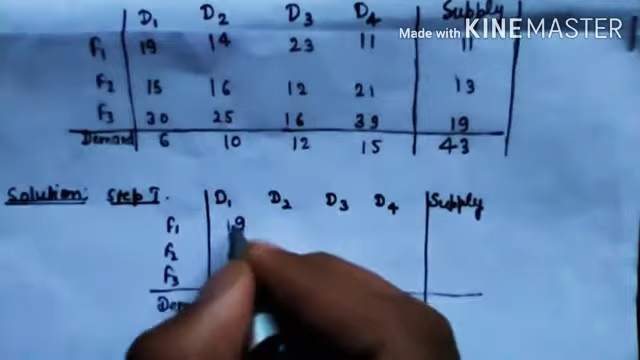 D₁ D₂ D₃ D₄ Supply
Made with KINEMASTER
F₁ 19 14 23 11 11
F₂ 15 16 12 21 13
F₃ 30 25 16 39 19
Demand 6 10 12 15 43
Solution: Step I. D₁ D₂ D₃ D₄ Supply
F₁ 19
F₂
F₃